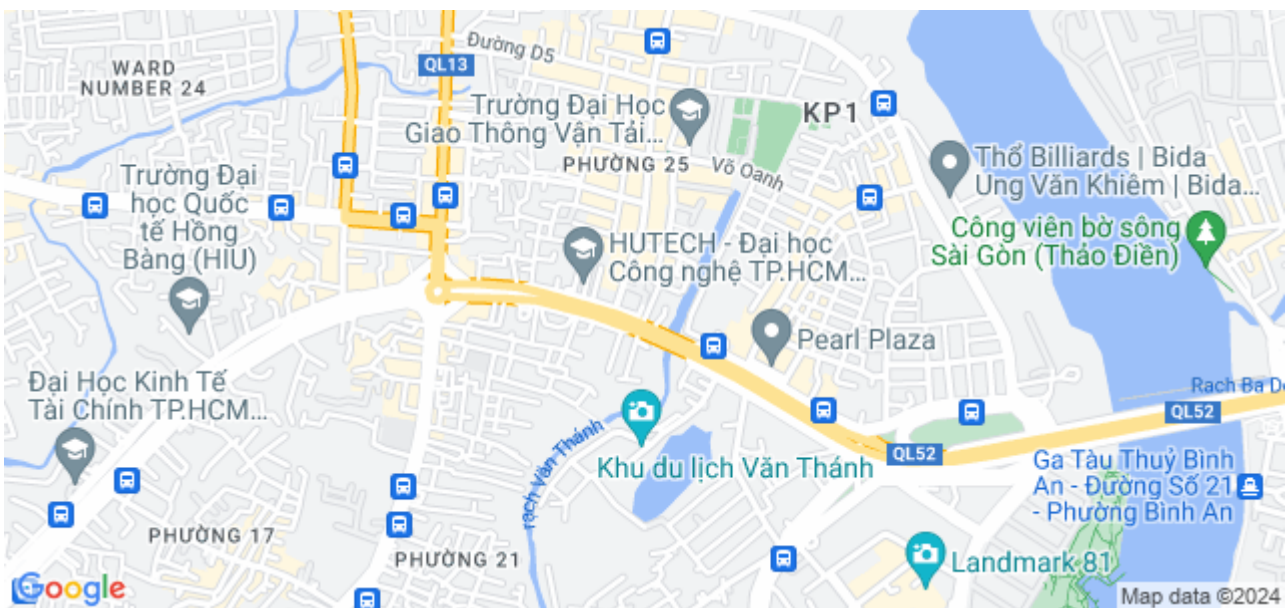 Đường D5
QL13
WARD
NUMBER 24
Trường Đại Học
Giao Thông Vận Tải...
KP1
PHƯỜNG 25
Võ Oanh
Thổ Billiards | Bida
Ung Văn Khiêm | Bida...
Trường Đại
học Quốc
tế Hồng
Bàng (HIU)
Công viên bờ sông
Sài Gòn (Thảo Điền)
HUTECH - Đại học
Công nghệ TP.HCM...
Pearl Plaza
Đại Học Kinh Tế
Tài Chính TP.HCM...
Rach Ba
QL52
rạch Văn Thánh
QL52
Khu du lịch Văn Thánh
Ga Tàu Thuỷ Bình
An - Đường Số 21
- Phường Bình An
PHƯỜNG 17
PHƯỜNG 21
Landmark 81
Google
Map data ©2024